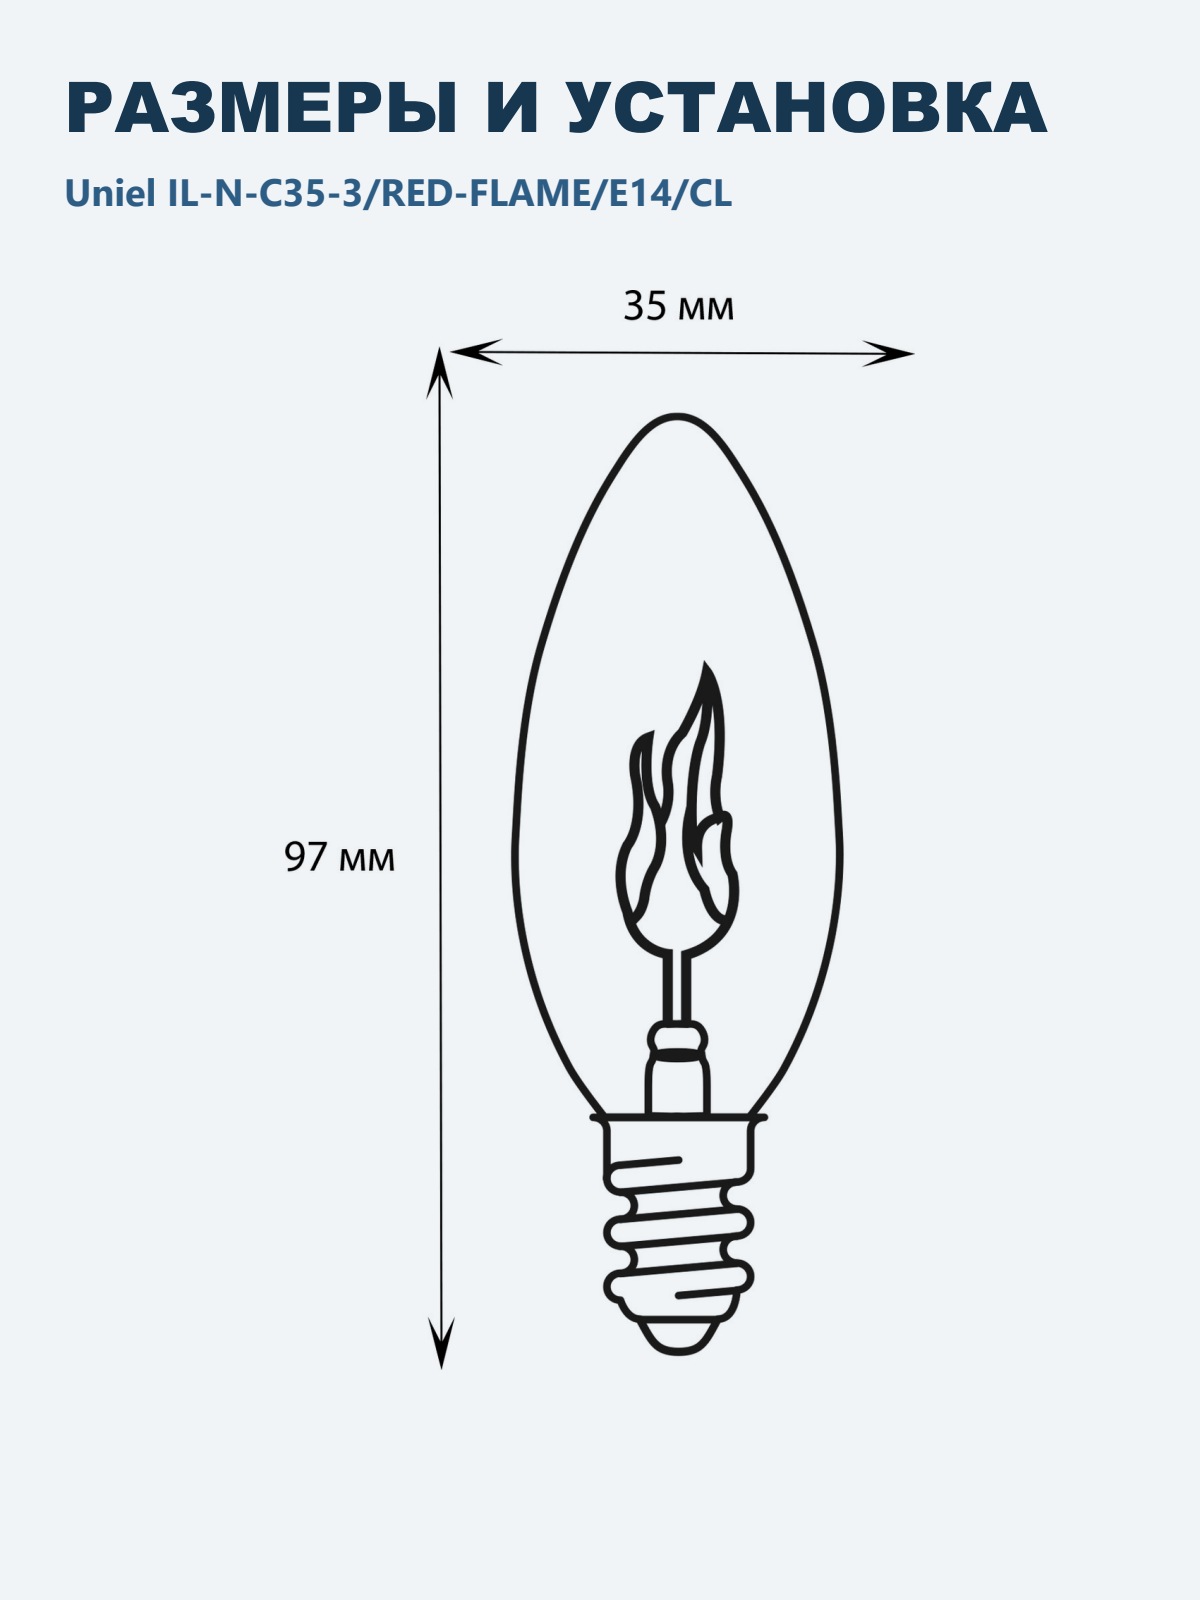 РАЗМЕРЫ И УСТАНОВКА
Uniel IL-N-C35-3/RED-FLAME/E14/CL
35 мм
97 мм